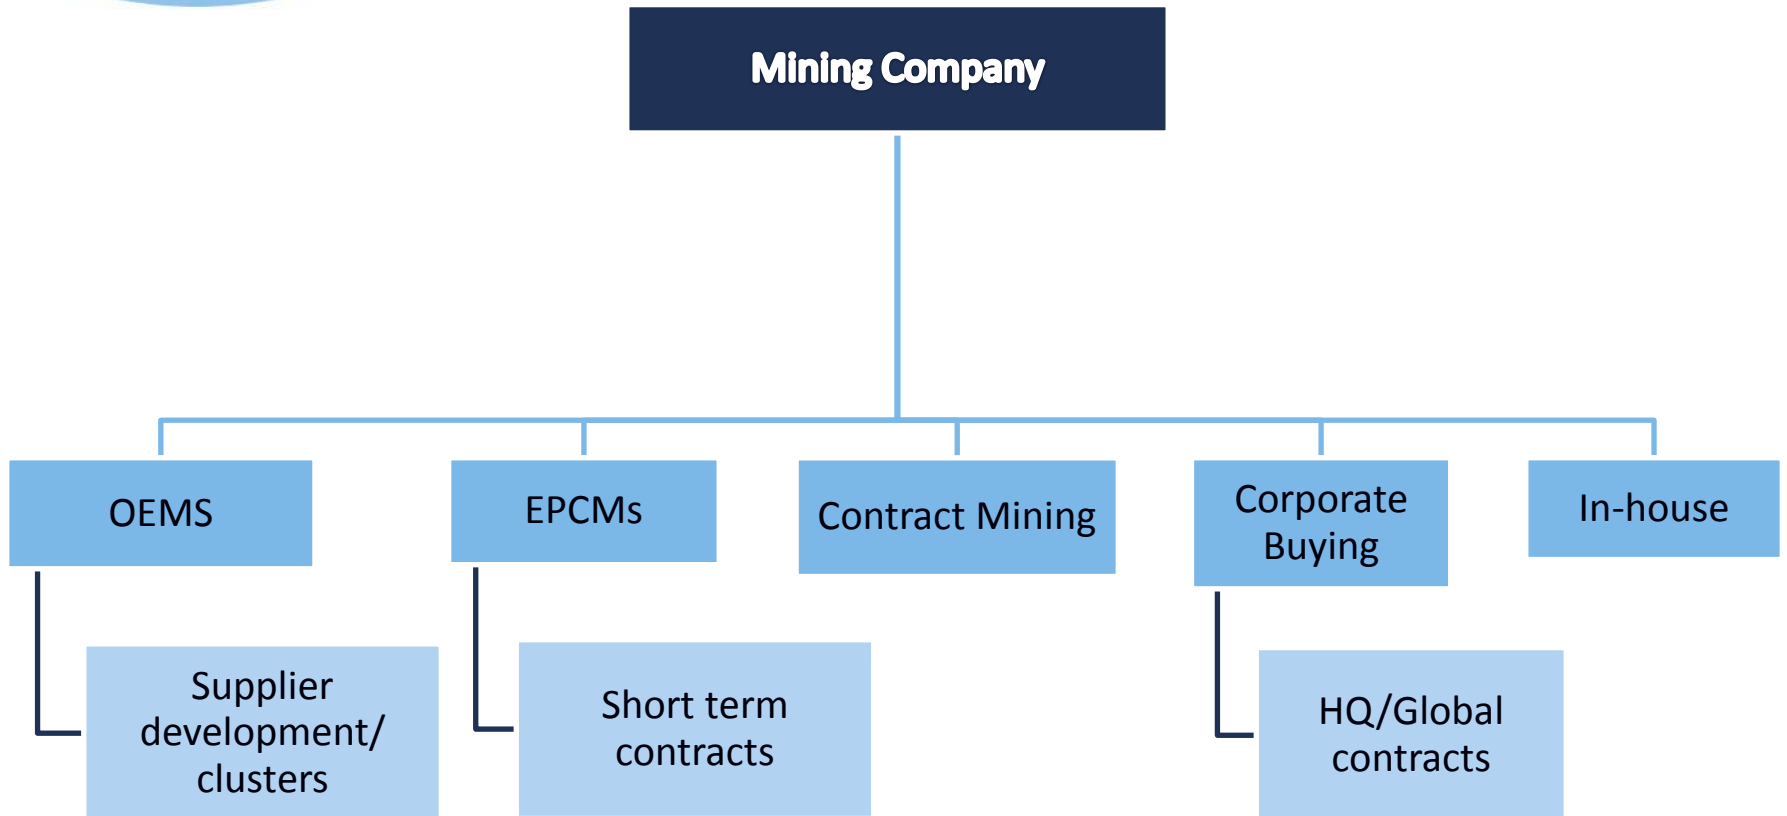 Mining Company
OEMS
EPCMs
Contract Mining
Corporate
Buying
In-house
Supplier
development/
clusters
Short term
contracts
HQ/Global
contracts